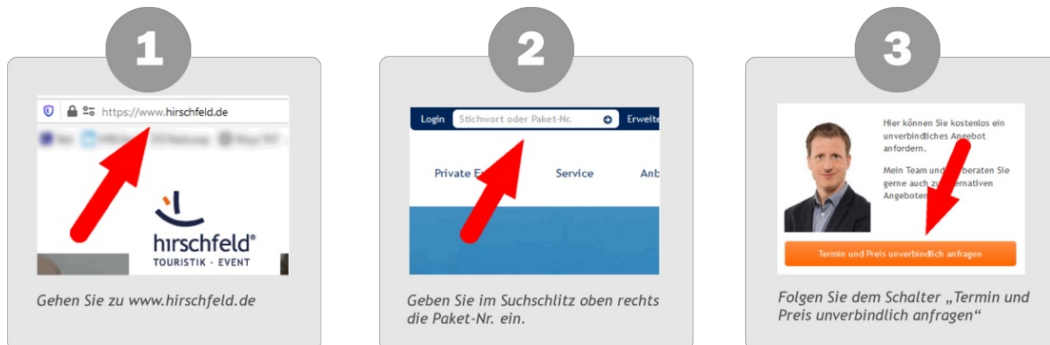 1
https://www.hirschfeld.de
hirschfeld®
TOURISTIK - EVENT
Gehen Sie zu www.hirschfeld.de
2
Login Stichwort oder Paket-Nr. Erweite
Private E Service Anb
Geben Sie im Suchschlitz oben rechts
die Paket-Nr. ein.
3
Hier können Sie kostenlos ein
unverbindliches Angebot
anfordern.
Mein Team und beraten Sie
gerne auch zu ernativen
Angeboten
Termin und Preis unverbindlich anfragen
Folgen Sie dem Schalter „Termin und
Preis unverbindlich anfragen“